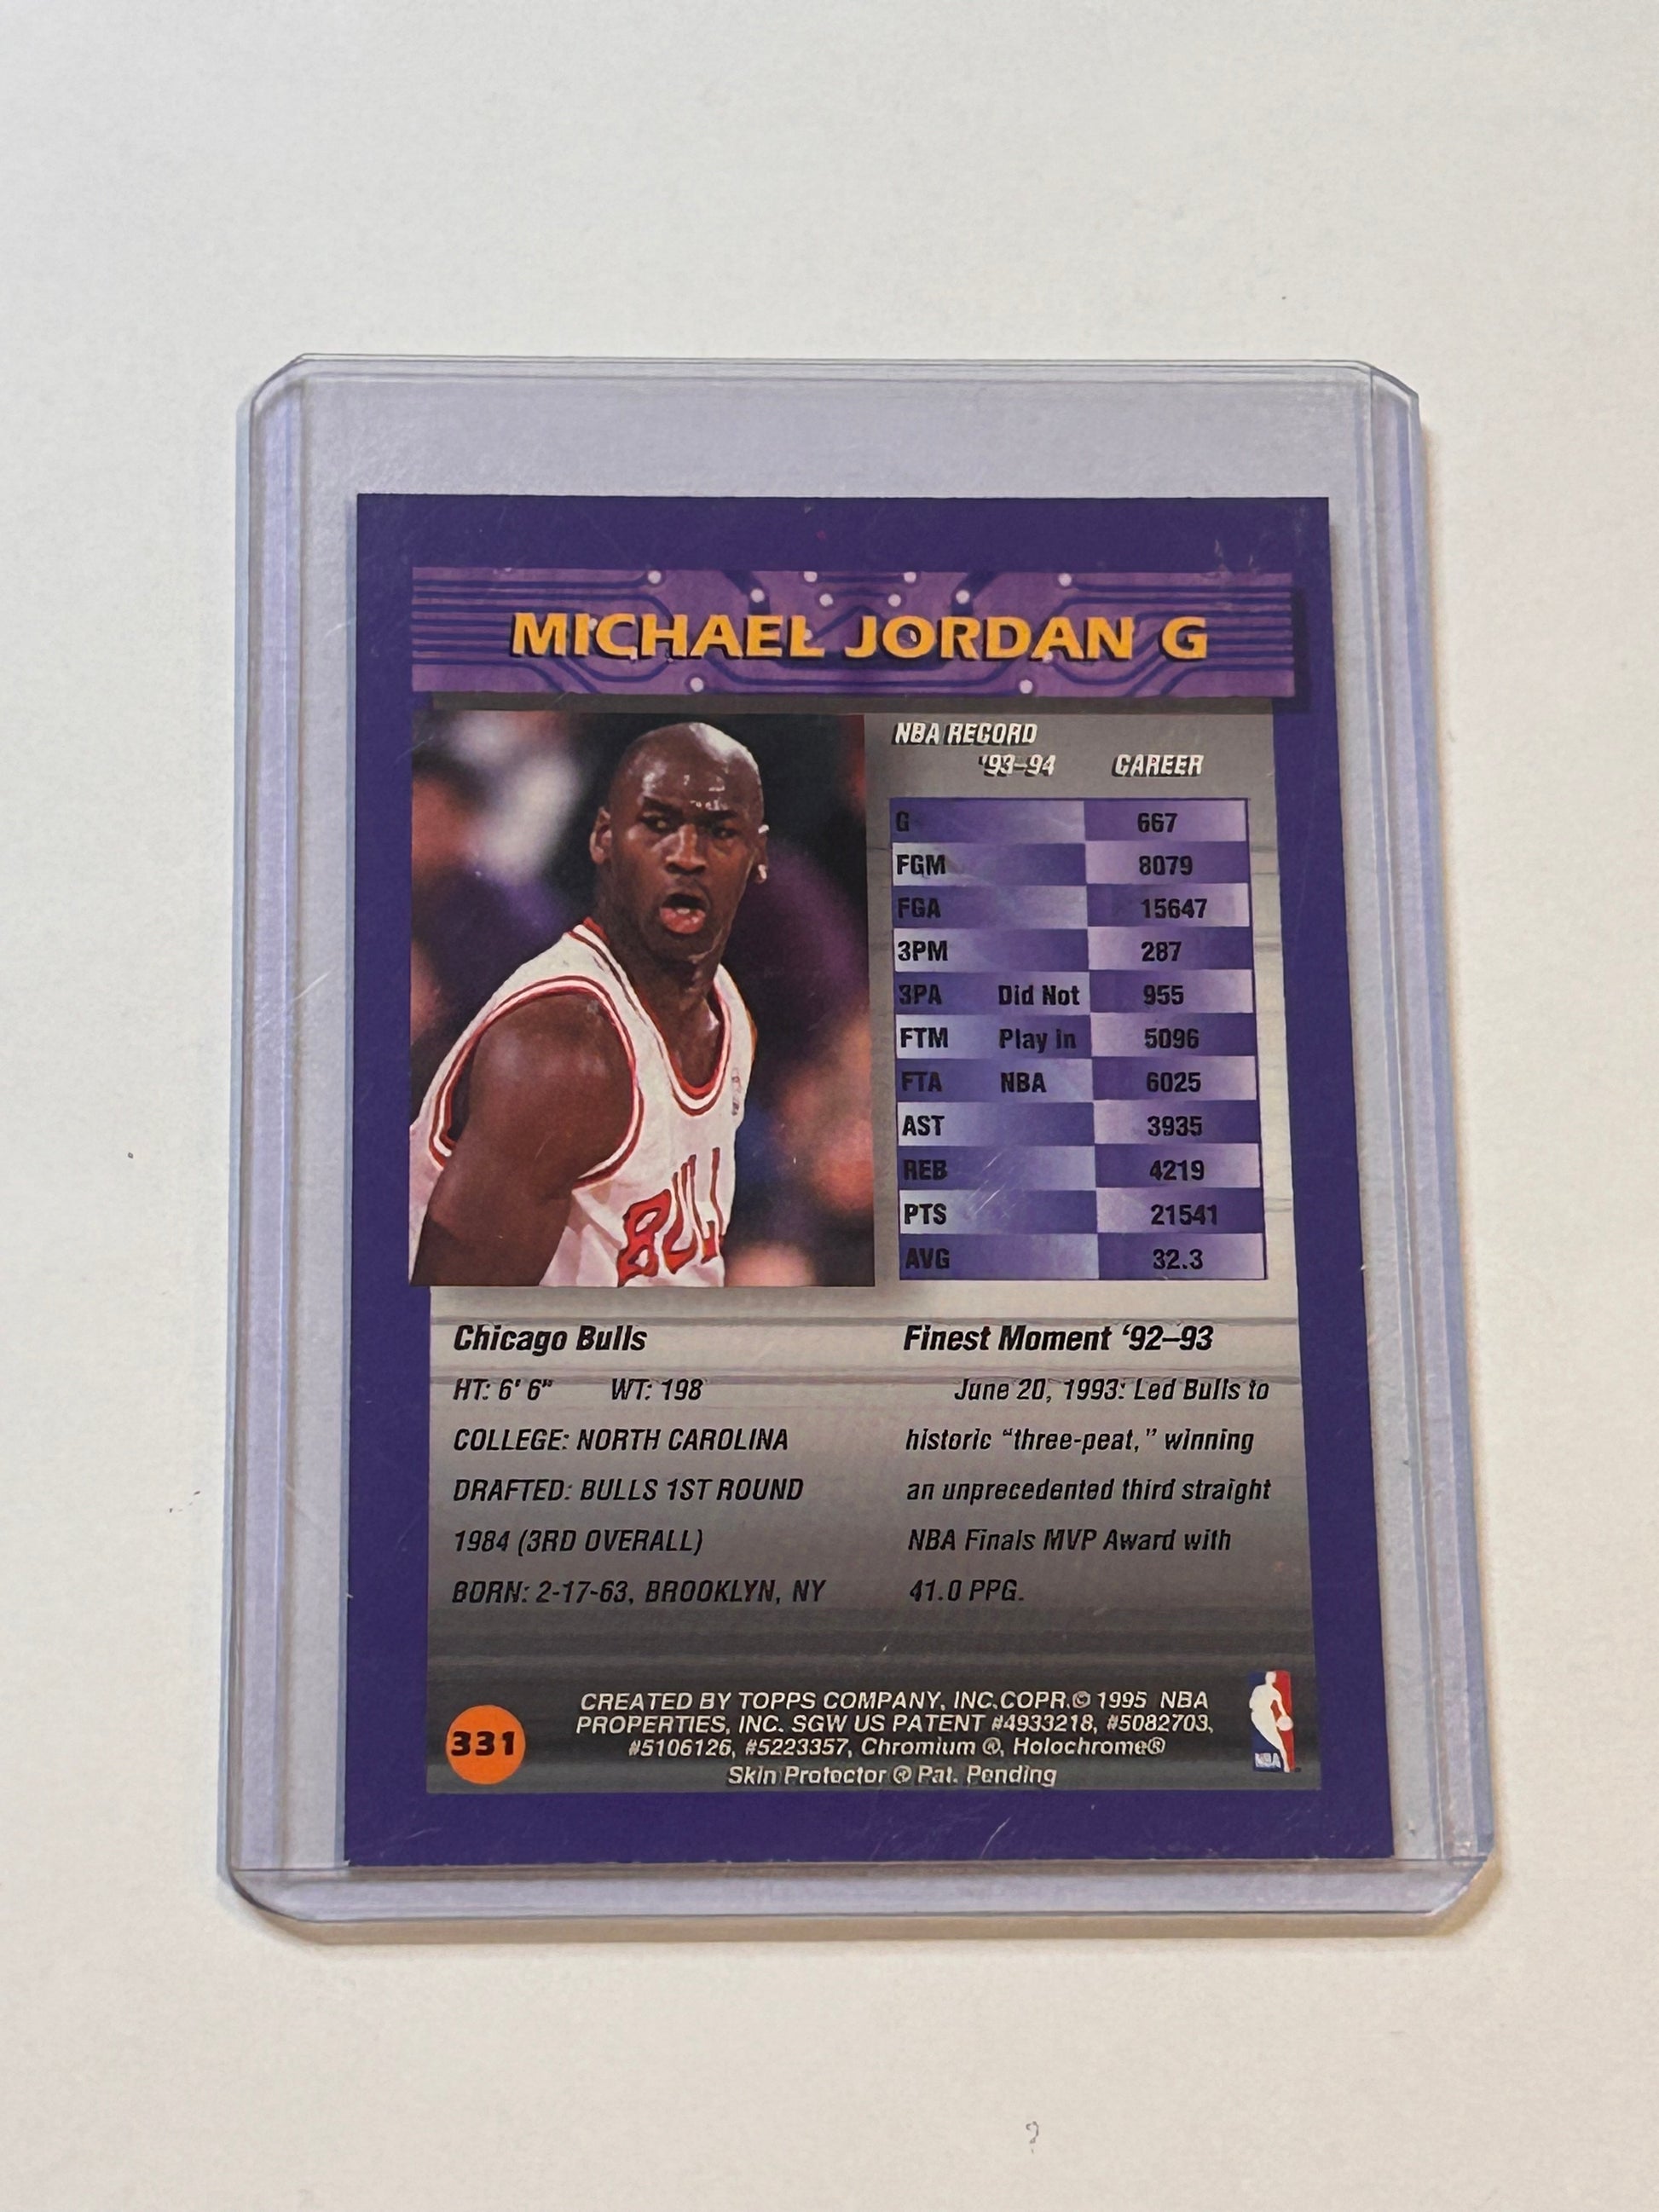 MICHAEL JORDAN G
NBA RECORD
'93–94 CAREER
G 667
FGM 8079
FGA 15647
3PM 287
3PA Did Not 955
FTM Play in 5096
FTA NBA 6025
AST 3935
REB 4219
PTS 21541
AVG 32.3
BULL
Chicago Bulls
HT: 6' 6" WT: 198
COLLEGE: NORTH CAROLINA
DRAFTED: BULLS 1ST ROUND
1984 (3RD OVERALL)
BORN: 2-17-63, BROOKLYN, NY
Finest Moment '92–93
June 20, 1993: Led Bulls to
historic "three-peat," winning
an unprecedented third straight
NBA Finals MVP Award with
41.0 PPG.
331
CREATED BY TOPPS COMPANY, INC.COPR.© 1995 NBA
PROPERTIES, INC. SGW US PATENT #4933218, #5082703,
#5106126, #5223357, Chromium ®, Holochrome®
Skin Protector ® Pat. Pending
NBA